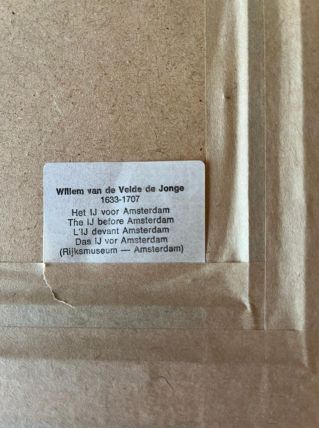 Willem van de Velde de Jonge
1633-1707
Het IJ voor Amsterdam
The IJ before Amsterdam
L'IJ devant Amsterdam
Das IJ vor Amsterdam
(Rijksmuseum — Amsterdam)